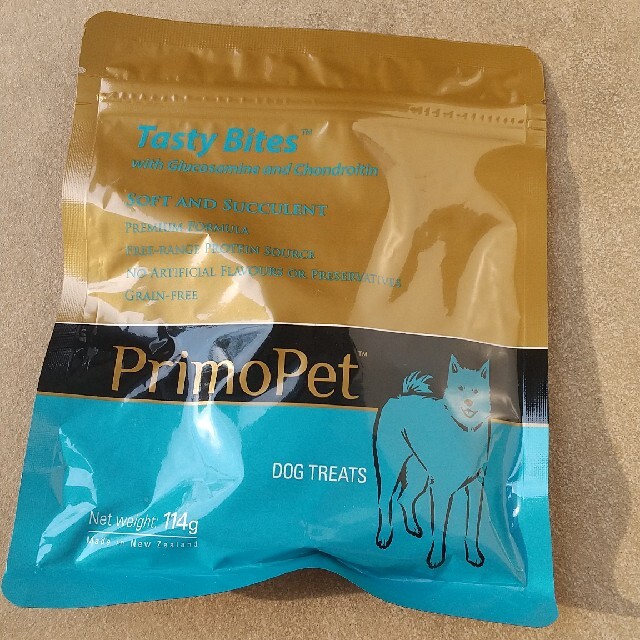 Tasty Bites™
with Glucosamine and Chondroitin
SOFT AND SUCCULENT
PREMIUM FORMULA
FREE-RANGE PROTEIN SOURCE
NO ARTIFICIAL FLAVOURS OR PRESERVATIVES
GRAIN-FREE
PrimoPet™
DOG TREATS
Net weight: 114g
Made in New Zealand